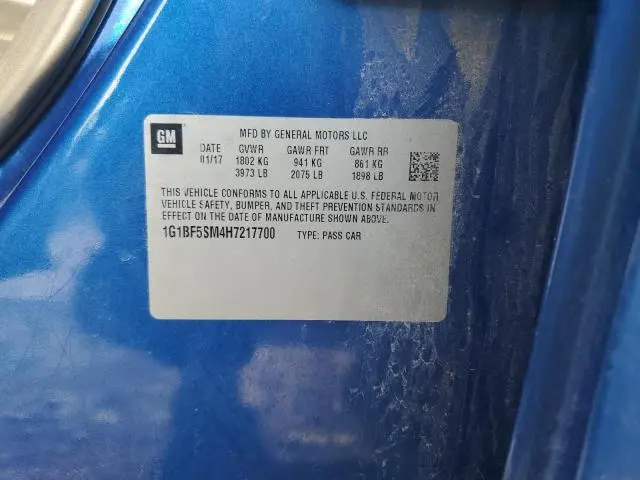 GM
MFD BY GENERAL MOTORS LLC
DATE GVWR GAWR FRT GAWR RR
01/17 1802 KG 941 KG 861 KG
3973 LB 2075 LB 1898 LB
THIS VEHICLE CONFORMS TO ALL APPLICABLE U.S. FEDERAL MOTOR
VEHICLE SAFETY, BUMPER, AND THEFT PREVENTION STANDARDS IN
EFFECT ON THE DATE OF MANUFACTURE SHOWN ABOVE.
1G1BF5SM4H7217700 TYPE: PASS CAR